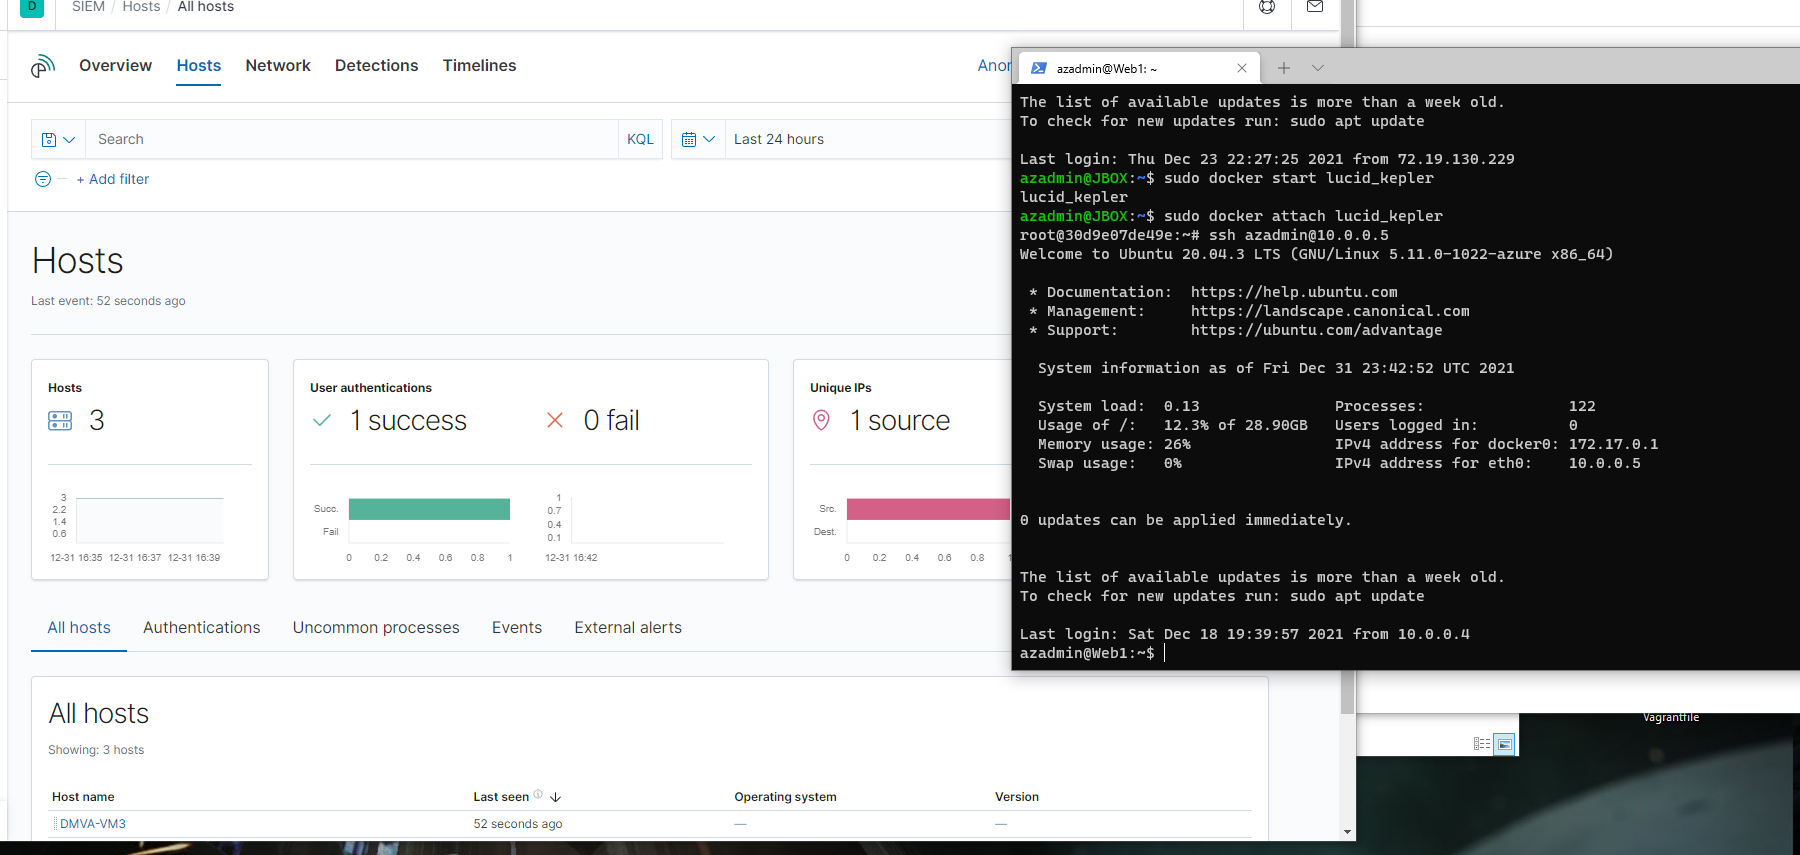 D
SIEM / Hosts / All hosts
Overview
Hosts
Network
Detections
Timelines
Anor
Search
KQL
Last 24 hours
+ Add filter
Hosts
Last event: 52 seconds ago
Hosts
3
3
2.2
1.4
0.6
12-31 16:35 12-31 16:37 12-31 16:39
User authentications
1 success
0 fail
Succ.
Fail
0 0.2 0.4 0.6 0.8 1
1
0.7
0.4
0.1
12-31 16:42
Unique IPs
1 source
Src.
Dest.
0 0.2 0.4 0.6 0.8 1
All hosts
Authentications
Uncommon processes
Events
External alerts
All hosts
Showing: 3 hosts
Host name Last seen Operating system Version
DMVA-VM3 52 seconds ago — —
azadmin@Web1: ~
The list of available updates is more than a week old.
To check for new updates run: sudo apt update
Last login: Thu Dec 23 22:27:25 2021 from 72.19.130.229
azadmin@JBOX:~$ sudo docker start lucid_kepler
lucid_kepler
azadmin@JBOX:~$ sudo docker attach lucid_kepler
root@30d9e07de49e:~# ssh azadmin@10.0.0.5
Welcome to Ubuntu 20.04.3 LTS (GNU/Linux 5.11.0-1022-azure x86_64)
* Documentation: https://help.ubuntu.com
* Management: https://landscape.canonical.com
* Support: https://ubuntu.com/advantage
System information as of Fri Dec 31 23:42:52 UTC 2021
System load: 0.13 Processes: 122
Usage of /: 12.3% of 28.90GB Users logged in: 0
Memory usage: 26% IPv4 address for docker0: 172.17.0.1
Swap usage: 0% IPv4 address for eth0: 10.0.0.5
0 updates can be applied immediately.
The list of available updates is more than a week old.
To check for new updates run: sudo apt update
Last login: Sat Dec 18 19:39:57 2021 from 10.0.0.4
azadmin@Web1:~$
Vagrantfile